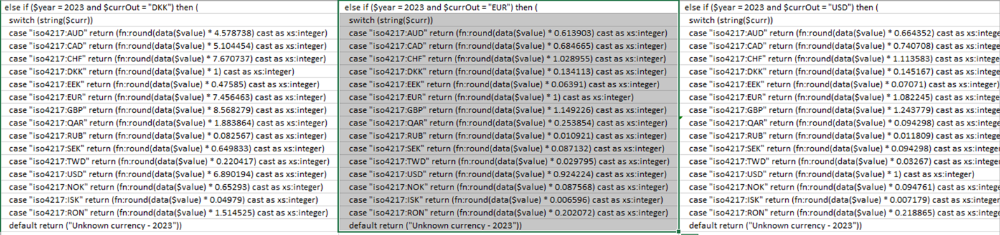 else if ($year = 2023 and $currOut = "DKK") then (
switch (string($curr))
case "iso4217:AUD" return (fn:round(data($value) * 4.578738) cast as xs:integer)
case "iso4217:CAD" return (fn:round(data($value) * 5.104454) cast as xs:integer)
case "iso4217:CHF" return (fn:round(data($value) * 7.670737) cast as xs:integer)
case "iso4217:DKK" return (fn:round(data($value) * 1) cast as xs:integer)
case "iso4217:EEK" return (fn:round(data($value) * 0.47585) cast as xs:integer)
case "iso4217:EUR" return (fn:round(data($value) * 7.456463) cast as xs:integer)
case "iso4217:GBP" return (fn:round(data($value) * 8.568279) cast as xs:integer)
case "iso4217:QAR" return (fn:round(data($value) * 1.883864) cast as xs:integer)
case "iso4217:RUB" return (fn:round(data($value) * 0.082567) cast as xs:integer)
case "iso4217:SEK" return (fn:round(data($value) * 0.649833) cast as xs:integer)
case "iso4217:TWD" return (fn:round(data($value) * 0.220417) cast as xs:integer)
case "iso4217:USD" return (fn:round(data($value) * 6.890194) cast as xs:integer)
case "iso4217:NOK" return (fn:round(data($value) * 0.65293) cast as xs:integer)
case "iso4217:ISK" return (fn:round(data($value) * 0.04979) cast as xs:integer)
case "iso4217:RON" return (fn:round(data($value) * 1.514525) cast as xs:integer)
default return ("Unknown currency - 2023"))
else if ($year = 2023 and $currOut = "EUR") then (
switch (string($curr))
case "iso4217:AUD" return (fn:round(data($value) * 0.613903) cast as xs:integer)
case "iso4217:CAD" return (fn:round(data($value) * 0.684665) cast as xs:integer)
case "iso4217:CHF" return (fn:round(data($value) * 1.028955) cast as xs:integer)
case "iso4217:DKK" return (fn:round(data($value) * 0.134113) cast as xs:integer)
case "iso4217:EEK" return (fn:round(data($value) * 0.06391) cast as xs:integer)
case "iso4217:EUR" return (fn:round(data($value) * 1) cast as xs:integer)
case "iso4217:GBP" return (fn:round(data($value) * 1.149226) cast as xs:integer)
case "iso4217:QAR" return (fn:round(data($value) * 0.253854) cast as xs:integer)
case "iso4217:RUB" return (fn:round(data($value) * 0.010921) cast as xs:integer)
case "iso4217:SEK" return (fn:round(data($value) * 0.087132) cast as xs:integer)
case "iso4217:TWD" return (fn:round(data($value) * 0.029795) cast as xs:integer)
case "iso4217:USD" return (fn:round(data($value) * 0.924224) cast as xs:integer)
case "iso4217:NOK" return (fn:round(data($value) * 0.087568) cast as xs:integer)
case "iso4217:ISK" return (fn:round(data($value) * 0.006596) cast as xs:integer)
case "iso4217:RON" return (fn:round(data($value) * 0.202072) cast as xs:integer)
default return ("Unknown currency - 2023"))
else if ($year = 2023 and $currOut = "USD") then (
switch (string($curr))
case "iso4217:AUD" return (fn:round(data($value) * 0.664352) cast as xs:intege
case "iso4217:CAD" return (fn:round(data($value) * 0.740708) cast as xs:intege
case "iso4217:CHF" return (fn:round(data($value) * 1.113583) cast as xs:intege
case "iso4217:DKK" return (fn:round(data($value) * 0.145167) cast as xs:intege
case "iso4217:EEK" return (fn:round(data($value) * 0.07071) cast as xs:integer
case "iso4217:EUR" return (fn:round(data($value) * 1.082245) cast as xs:intege
case "iso4217:GBP" return (fn:round(data($value) * 1.243779) cast as xs:intege
case "iso4217:QAR" return (fn:round(data($value) * 0.094298) cast as xs:intege
case "iso4217:RUB" return (fn:round(data($value) * 0.011809) cast as xs:intege
case "iso4217:SEK" return (fn:round(data($value) * 0.094298) cast as xs:intege
case "iso4217:TWD" return (fn:round(data($value) * 0.03267) cast as xs:integer
case "iso4217:USD" return (fn:round(data($value) * 1) cast as xs:integer)
case "iso4217:NOK" return (fn:round(data($value) * 0.094761) cast as xs:intege
case "iso4217:ISK" return (fn:round(data($value) * 0.007179) cast as xs:intege
case "iso4217:RON" return (fn:round(data($value) * 0.218865) cast as xs:intege
default return ("Unknown currency - 2023"))